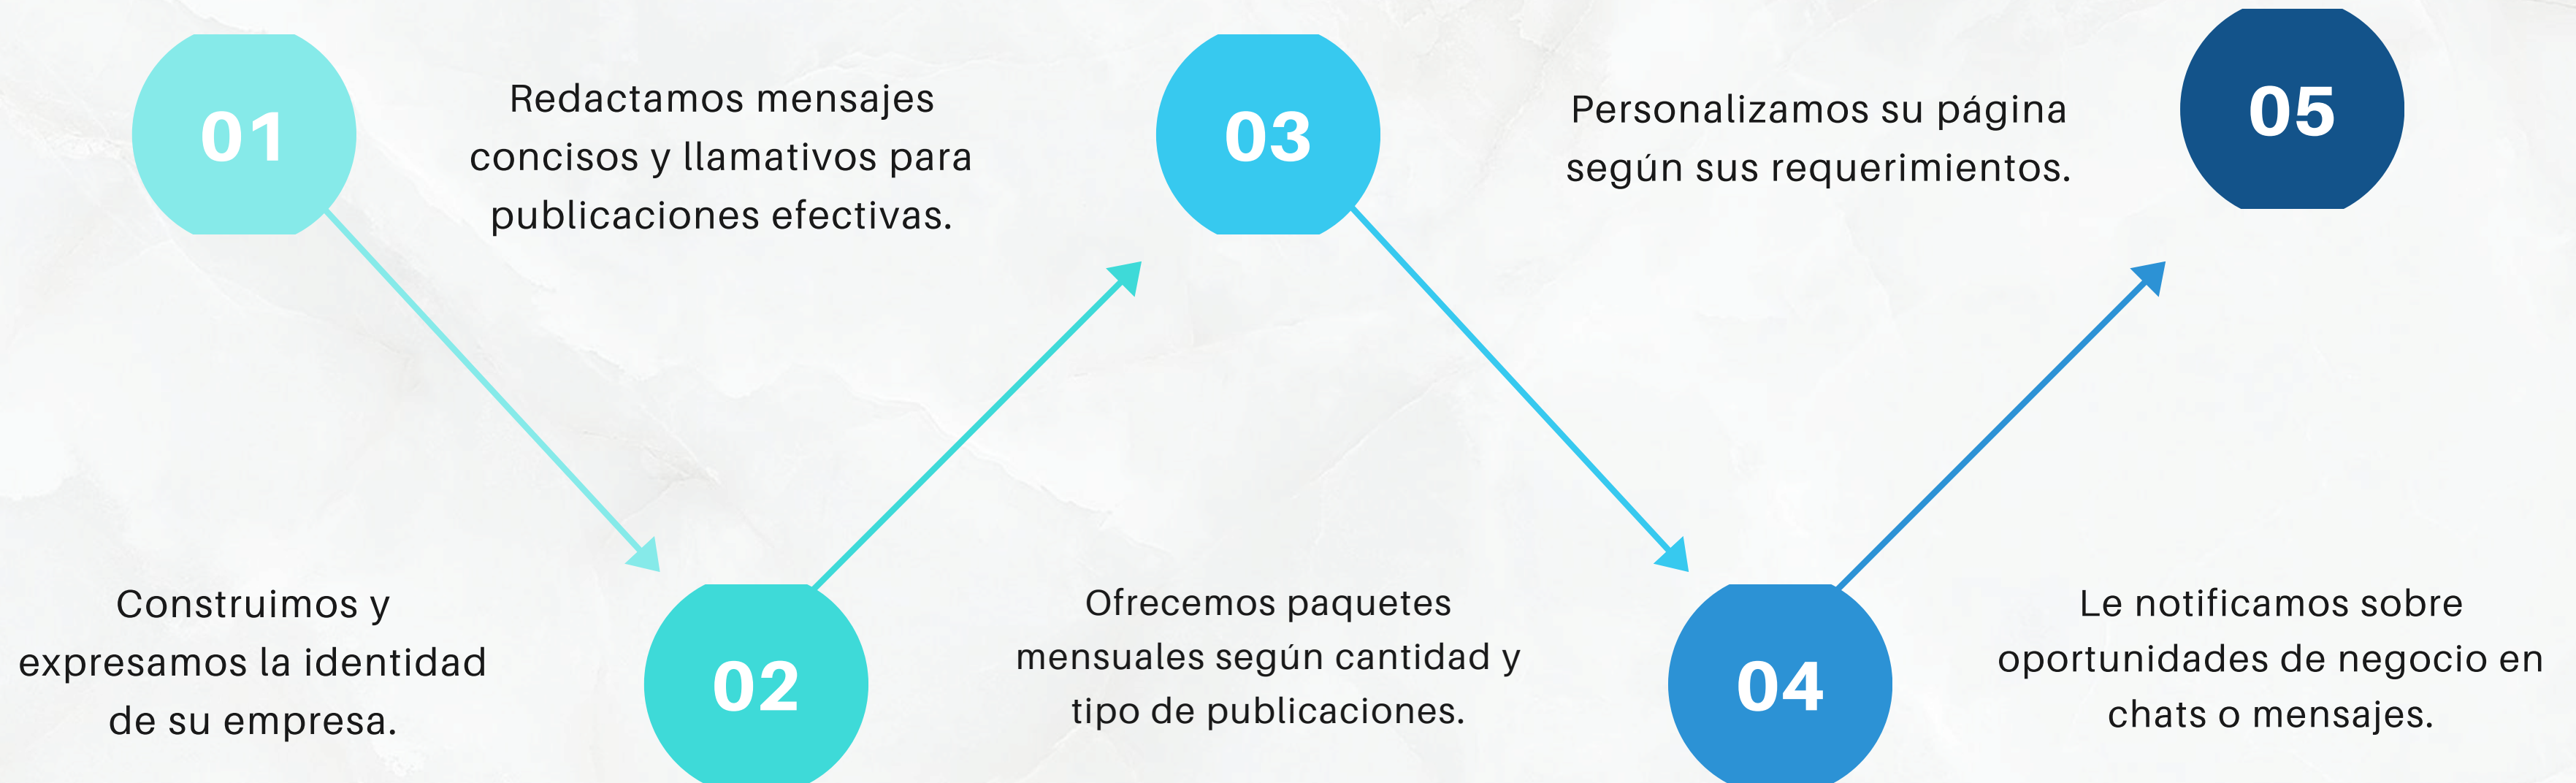 01
Construimos y
expresamos la identidad
de su empresa.
Redactamos mensajes
concisos y llamativos para
publicaciones efectivas.
02
03
Ofrecemos paquetes
mensuales según cantidad y
tipo de publicaciones.
Personalizamos su página
según sus requerimientos.
04
05
Le notificamos sobre
oportunidades de negocio en
chats o mensajes.